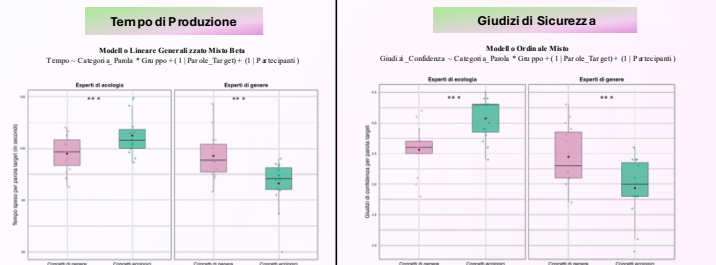 Tempo di Produzione
Modello Lineare Generalizzato Misto Beta
Tempo ~ Categoria_Parola * Gruppo + ( 1 | Parole_Target) + (1 | Partecipanti )
Esperti di ecologia
Esperti di genere
***
***
Tempo speso per parola target (in secondi)
Concetti di genere
Concetti ecologici
Concetti di genere
Concetti ecologici
Giudizi di Sicurezza
Modello Ordinale Misto
Giudizi_Confidenza ~ Categoria_Parola * Gruppo + ( 1 | Parole_Target) + (1 | Partecipanti )
Esperti di ecologia
Esperti di genere
***
***
Giudizi di confidenza per parola target
Concetti di genere
Concetti ecologici
Concetti di genere
Concetti ecologici